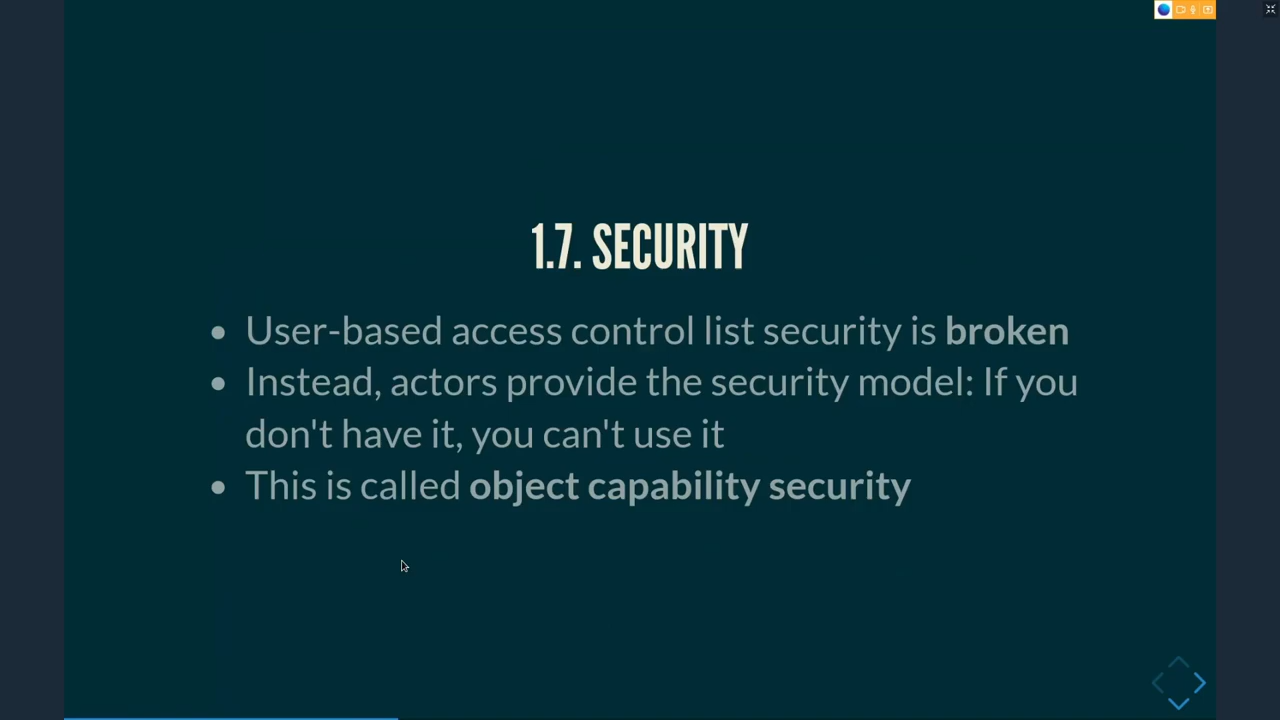 1.7. SECURITY
• User-based access control list security is broken
• Instead, actors provide the security model: If you
don't have it, you can't use it
• This is called object capability security